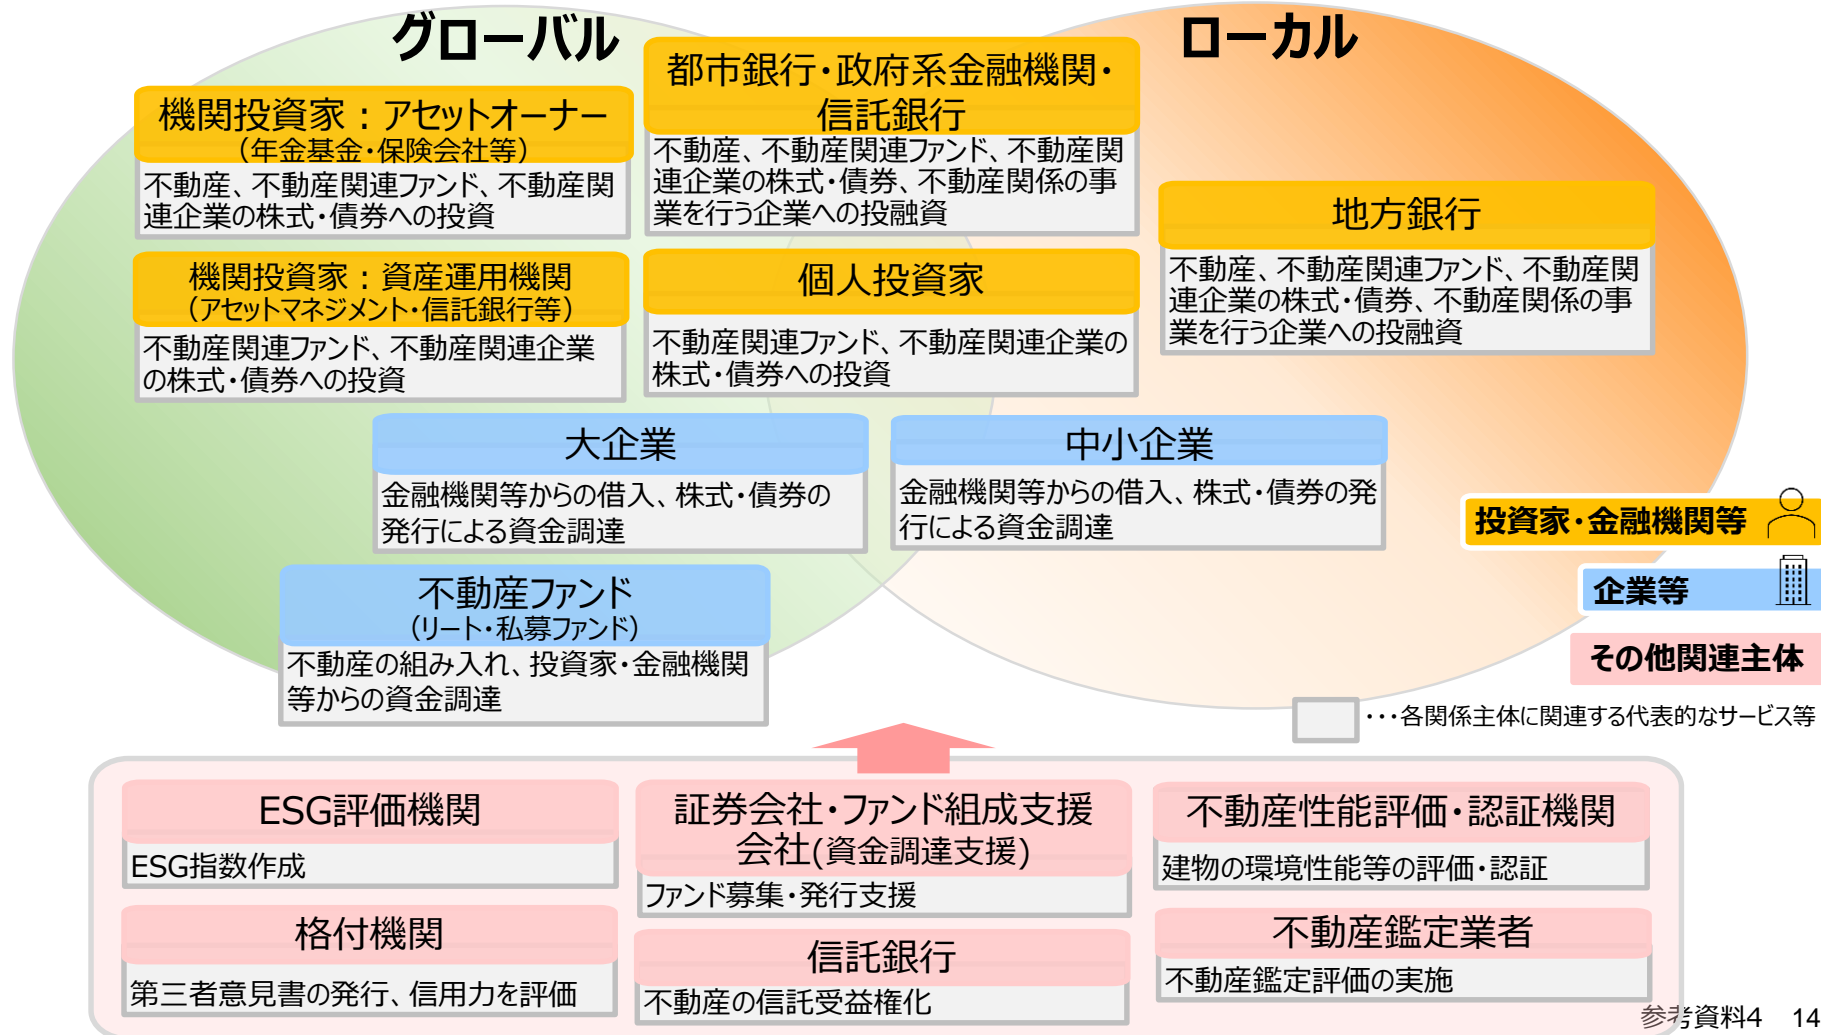 グローバル
ローカル
機関投資家：アセットオーナー
（年金基金・保険会社等）
不動産、不動産関連ファンド、不動産関
連企業の株式・債券への投資
都市銀行・政府系金融機関・
信託銀行
不動産、不動産関連ファンド、不動産関
連企業の株式・債券、不動産関係の事
業を行う企業への投融資
地方銀行
不動産、不動産関連ファンド、不動産関
連企業の株式・債券、不動産関係の事
業を行う企業への投融資
機関投資家：資産運用機関
（アセットマネジメント・信託銀行等）
不動産関連ファンド、不動産関連企業
の株式・債券への投資
個人投資家
不動産関連ファンド、不動産関連企業の
株式・債券への投資
大企業
金融機関等からの借入、株式・債券の
発行による資金調達
中小企業
金融機関等からの借入、株式・債券の発
行による資金調達
不動産ファンド
（リート・私募ファンド）
不動産の組み入れ、投資家・金融機関
等からの資金調達
投資家・金融機関等
企業等
その他関連主体
・・・各関係主体に関連する代表的なサービス等
ESG評価機関
ESG指数作成
証券会社・ファンド組成支援
会社(資金調達支援)
ファンド募集・発行支援
不動産性能評価・認証機関
建物の環境性能等の評価・認証
格付機関
第三者意見書の発行、信用力を評価
信託銀行
不動産の信託受益権化
不動産鑑定業者
不動産鑑定評価の実施
参考資料4 14